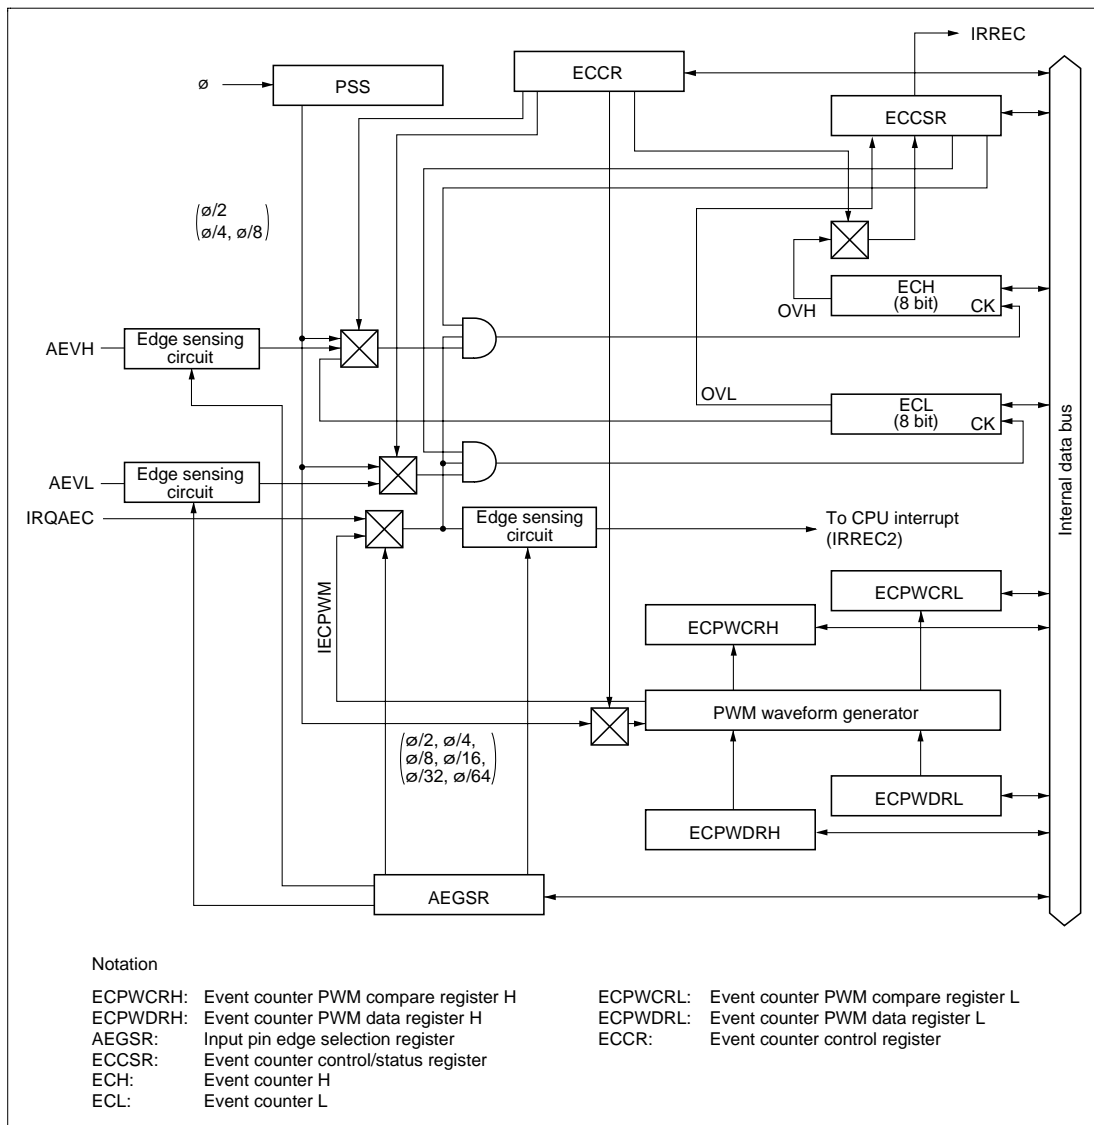 IRREC
ø
PSS
ECCR
ECCSR
ø/2
ø/4, ø/8
ECH
(8 bit)
CK
OVH
AEVH
Edge sensing
circuit
OVL
ECL
(8 bit)
CK
Internal data bus
AEVL
Edge sensing
circuit
IRQAEC
Edge sensing
circuit
To CPU interrupt
(IRREC2)
IECPWM
ECPWCRL
ECPWCRH
PWM waveform generator
ø/2, ø/4,
ø/8, ø/16,
ø/32, ø/64
ECPWDRL
ECPWDRH
AEGSR
Notation
ECPWCRH: Event counter PWM compare register H
ECPWDRH: Event counter PWM data register H
AEGSR: Input pin edge selection register
ECCSR: Event counter control/status register
ECH: Event counter H
ECL: Event counter L
ECPWCRL: Event counter PWM compare register L
ECPWDRL: Event counter PWM data register L
ECCR: Event counter control register